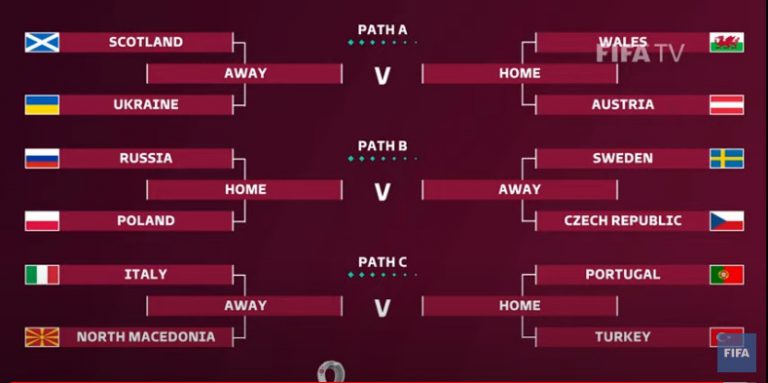 PATH A
SCOTLAND
WALES
FIFA TV
AWAY
V
HOME
UKRAINE
AUSTRIA
PATH B
RUSSIA
SWEDEN
HOME
V
AWAY
POLAND
CZECH REPUBLIC
PATH C
ITALY
PORTUGAL
AWAY
V
HOME
NORTH MACEDONIA
TURKEY
FIFA